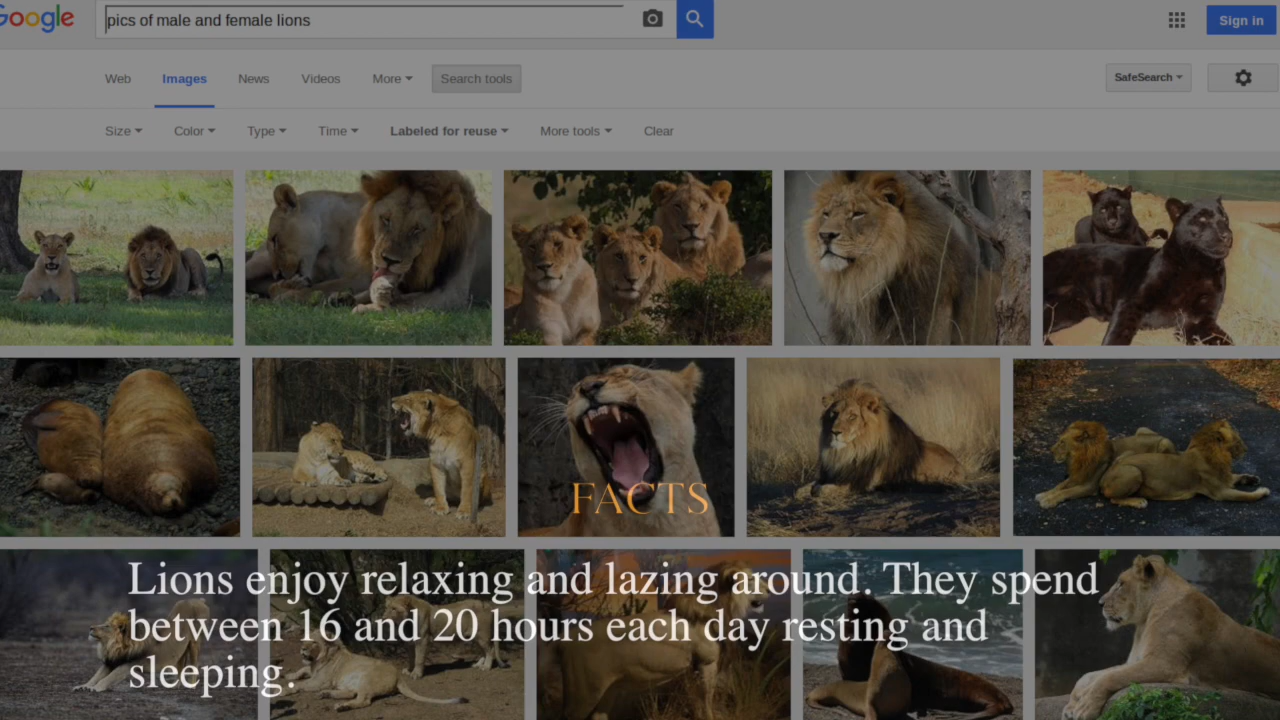 Google
pics of male and female lions
Sign in
Web Images News Videos More Search tools
SafeSearch
Size Color Type Time Labeled for reuse More tools Clear
FACTS
Lions enjoy relaxing and lazing around. They spend
between 16 and 20 hours each day resting and
sleeping.